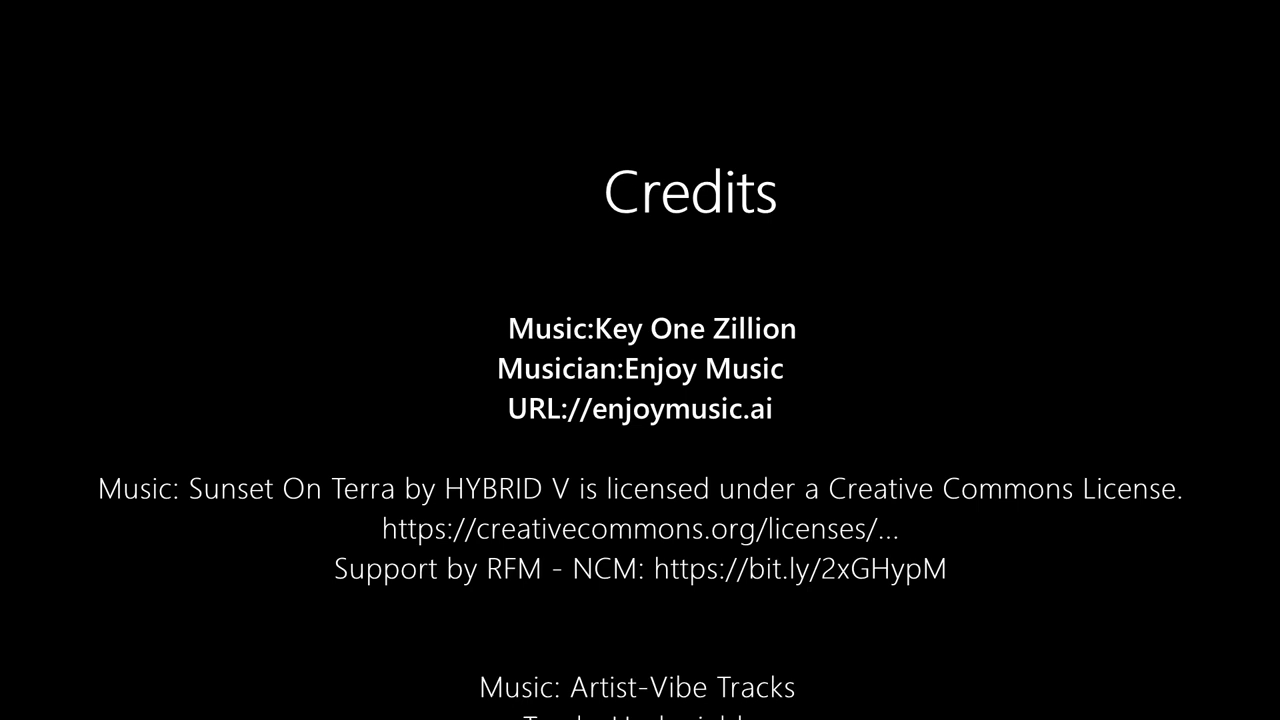 Credits
Music:Key One Zillion
Musician:Enjoy Music
URL://enjoymusic.ai
Music: Sunset On Terra by HYBRID V is licensed under a Creative Commons License.
https://creativecommons.org/licenses/...
Support by RFM - NCM: https://bit.ly/2xGHypM
Music: Artist-Vibe Tracks